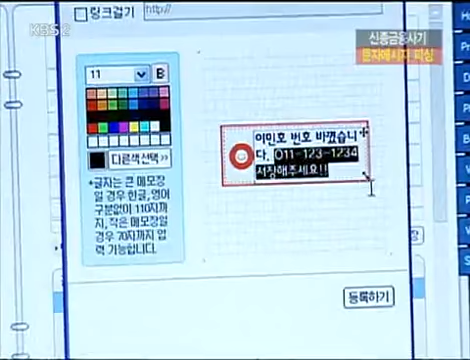 KBS 2
링크걸기
http://
신종금융사기
문자메시지 피싱
11
B
이민호 번호 바꼈습니
다. 011-123-1234
저장해주세요!!
다른색선택 >>
*글자는 큰 메모장
일 경우 한글, 영어
구분없이 110자까
지, 작은 메모장일
경우 70자까지 입
력 가능합니다.
등록하기